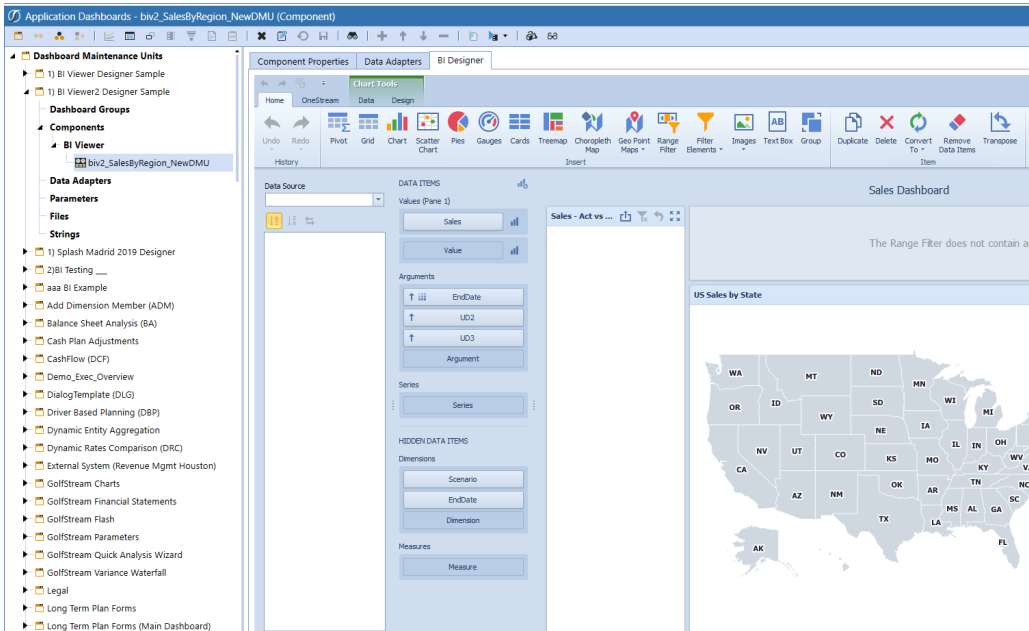 Application Dashboards - biv2_SalesByRegion_NewDMU (Component)
Dashboard Maintenance Units
1) BI Viewer Designer Sample
1) BI Viewer2 Designer Sample
Dashboard Groups
Components
BI Viewer
biv2_SalesByRegion_NewDMU
Data Adapters
Parameters
Files
Strings
1) Splash Madrid 2019 Designer
2)BI Testing __
aaa BI Example
Add Dimension Member (ADM)
Balance Sheet Analysis (BA)
Cash Plan Adjustments
CashFlow (DCF)
Demo_Exec_Overview
DialogTemplate (DLG)
Driver Based Planning (DBP)
Dynamic Entity Aggregation
Dynamic Rates Comparison (DRC)
External System (Revenue Mgmt Houston)
GolfStream Charts
GolfStream Financial Statements
GolfStream Flash
GolfStream Parameters
GolfStream Quick Analysis Wizard
GolfStream Variance Waterfall
Legal
Long Term Plan Forms
Long Term Plan Forms (Main Dashboard)
Component Properties Data Adapters BI Designer
Chart Tools
Home OneStream Data Design
Undo Redo Pivot Grid Chart Scatter Chart Pies Gauges Cards Treemap Choropleth Map Geo Point Maps Range Filter Filter Elements Images Text Box Group Duplicate Delete Convert To Remove Data Items Transpose
AB
History Insert Item
Data Source
DATA ITEMS
Values (Pane 1)
Sales
Value
Arguments
EndDate
UD2
UD3
Argument
Series
Series
HIDDEN DATA ITEMS
Dimensions
Scenario
EndDate
Dimension
Measures
Measure
Sales - Act vs ...
Sales Dashboard
The Range Filter does not contain a
US Sales by State
WA MT ND MN
OR ID SD WI MI
WY NE IA
NV UT CO IL IN OH
CA KS MO KY WV
AZ NM OK AR TN NC
MS AL GA SC
TX LA
FL
AK